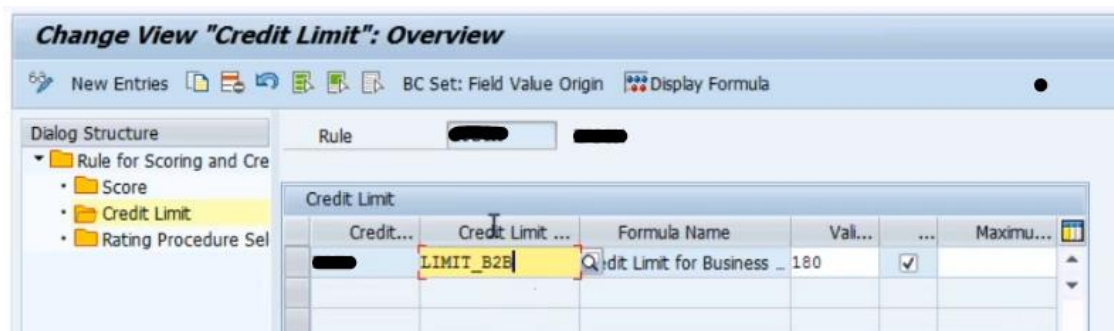 Change View "Credit Limit": Overview
New Entries BC Set: Field Value Origin Display Formula
Dialog Structure
Rule for Scoring and Cre
Score
Credit Limit
Rating Procedure Sel
Rule
Credit Limit
Credit... Credit Limit ... Formula Name Vali... ... Maximu...
LIMIT_B2B edit Limit for Business ... 180